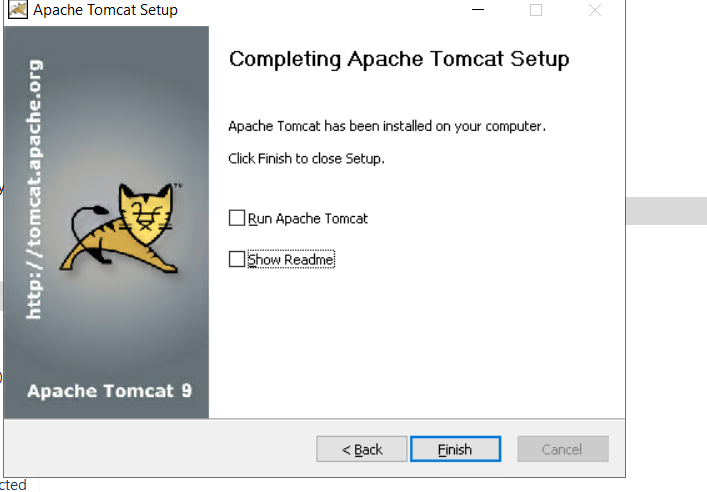 Apache Tomcat Setup
http://tomcat.apache.org
TM
Apache Tomcat 9
Completing Apache Tomcat Setup
Apache Tomcat has been installed on your computer.
Click Finish to close Setup.
Run Apache Tomcat
Show Readme
< Back
Finish
Cancel
cted